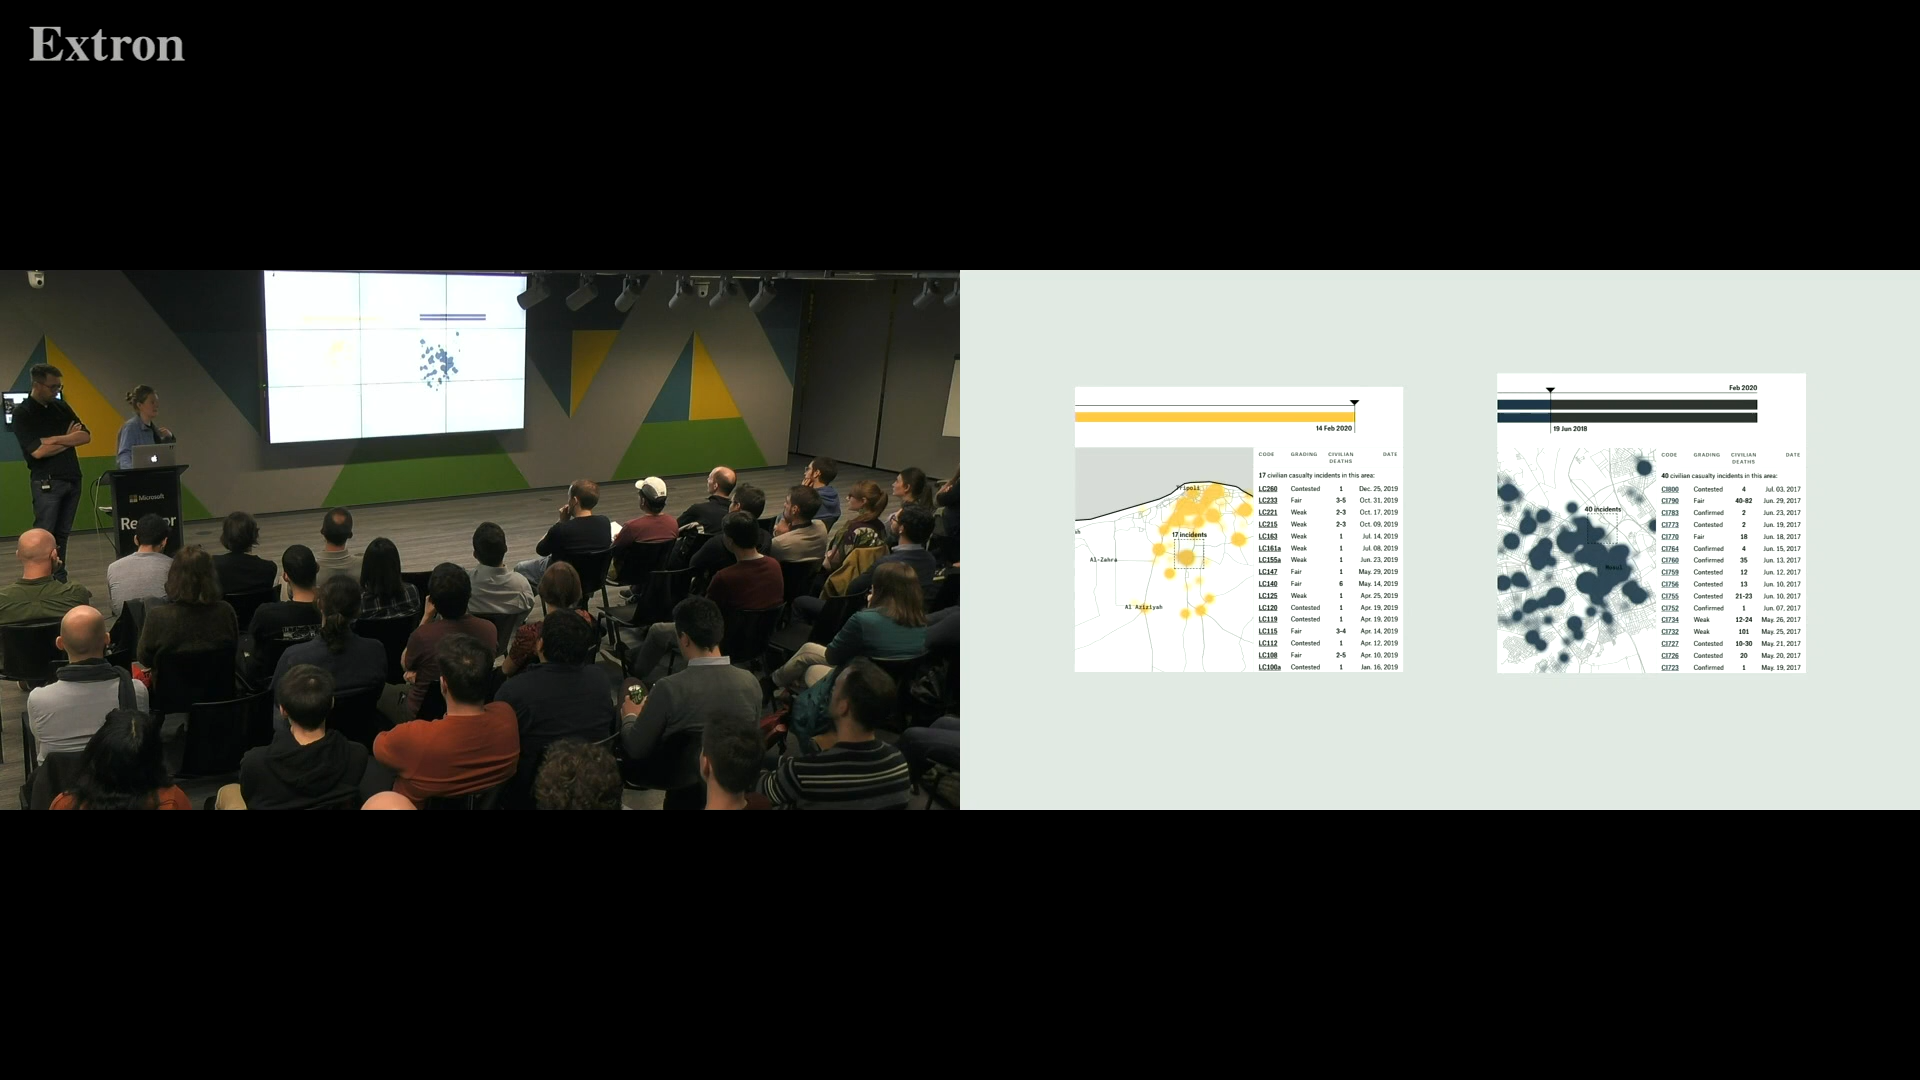 Extron
Microsoft
14 Feb 2020
CODE GRADING CIVILIAN DEATHS DATE
17 civilian casualty incidents in this area:
LC260 Contested 1 Dec. 25, 2019
LC233 Fair 3-5 Oct. 31, 2019
LC221 Weak 2-3 Oct. 17, 2019
LC215 Weak 2-3 Oct. 09, 2019
LC163 Weak 1 Jul. 14, 2019
LC161a Weak 1 Jul. 08, 2019
LC155a Weak 1 Jun. 23, 2019
LC147 Fair 1 May. 29, 2019
LC140 Fair 6 May. 14, 2019
LC125 Weak 1 Apr. 25, 2019
LC120 Contested 1 Apr. 19, 2019
LC119 Contested 1 Apr. 19, 2019
LC115 Fair 3-4 Apr. 14, 2019
LC112 Contested 1 Apr. 12, 2019
LC108 Fair 2-5 Apr. 10, 2019
LC100a Contested 1 Jan. 16, 2019
Tripoli
17 incidents
Al-Zahra
Al Aziziyah
Feb 2020
19 Jun 2018
CODE GRADING CIVILIAN DEATHS DATE
40 civilian casualty incidents in this area:
CI800 Contested 4 Jul. 03, 2017
CI790 Fair 40-82 Jun. 29, 2017
CI783 Confirmed 2 Jun. 23, 2017
CI773 Contested 2 Jun. 19, 2017
CI770 Fair 18 Jun. 18, 2017
CI764 Confirmed 4 Jun. 15, 2017
CI760 Confirmed 35 Jun. 13, 2017
CI759 Contested 12 Jun. 12, 2017
CI756 Contested 13 Jun. 10, 2017
CI755 Contested 21-23 Jun. 10, 2017
CI752 Confirmed 1 Jun. 07, 2017
CI734 Weak 12-24 May. 26, 2017
CI732 Weak 101 May. 25, 2017
CI727 Contested 10-30 May. 21, 2017
CI726 Contested 20 May. 20, 2017
CI723 Confirmed 1 May. 19, 2017
40 incidents
Mosul